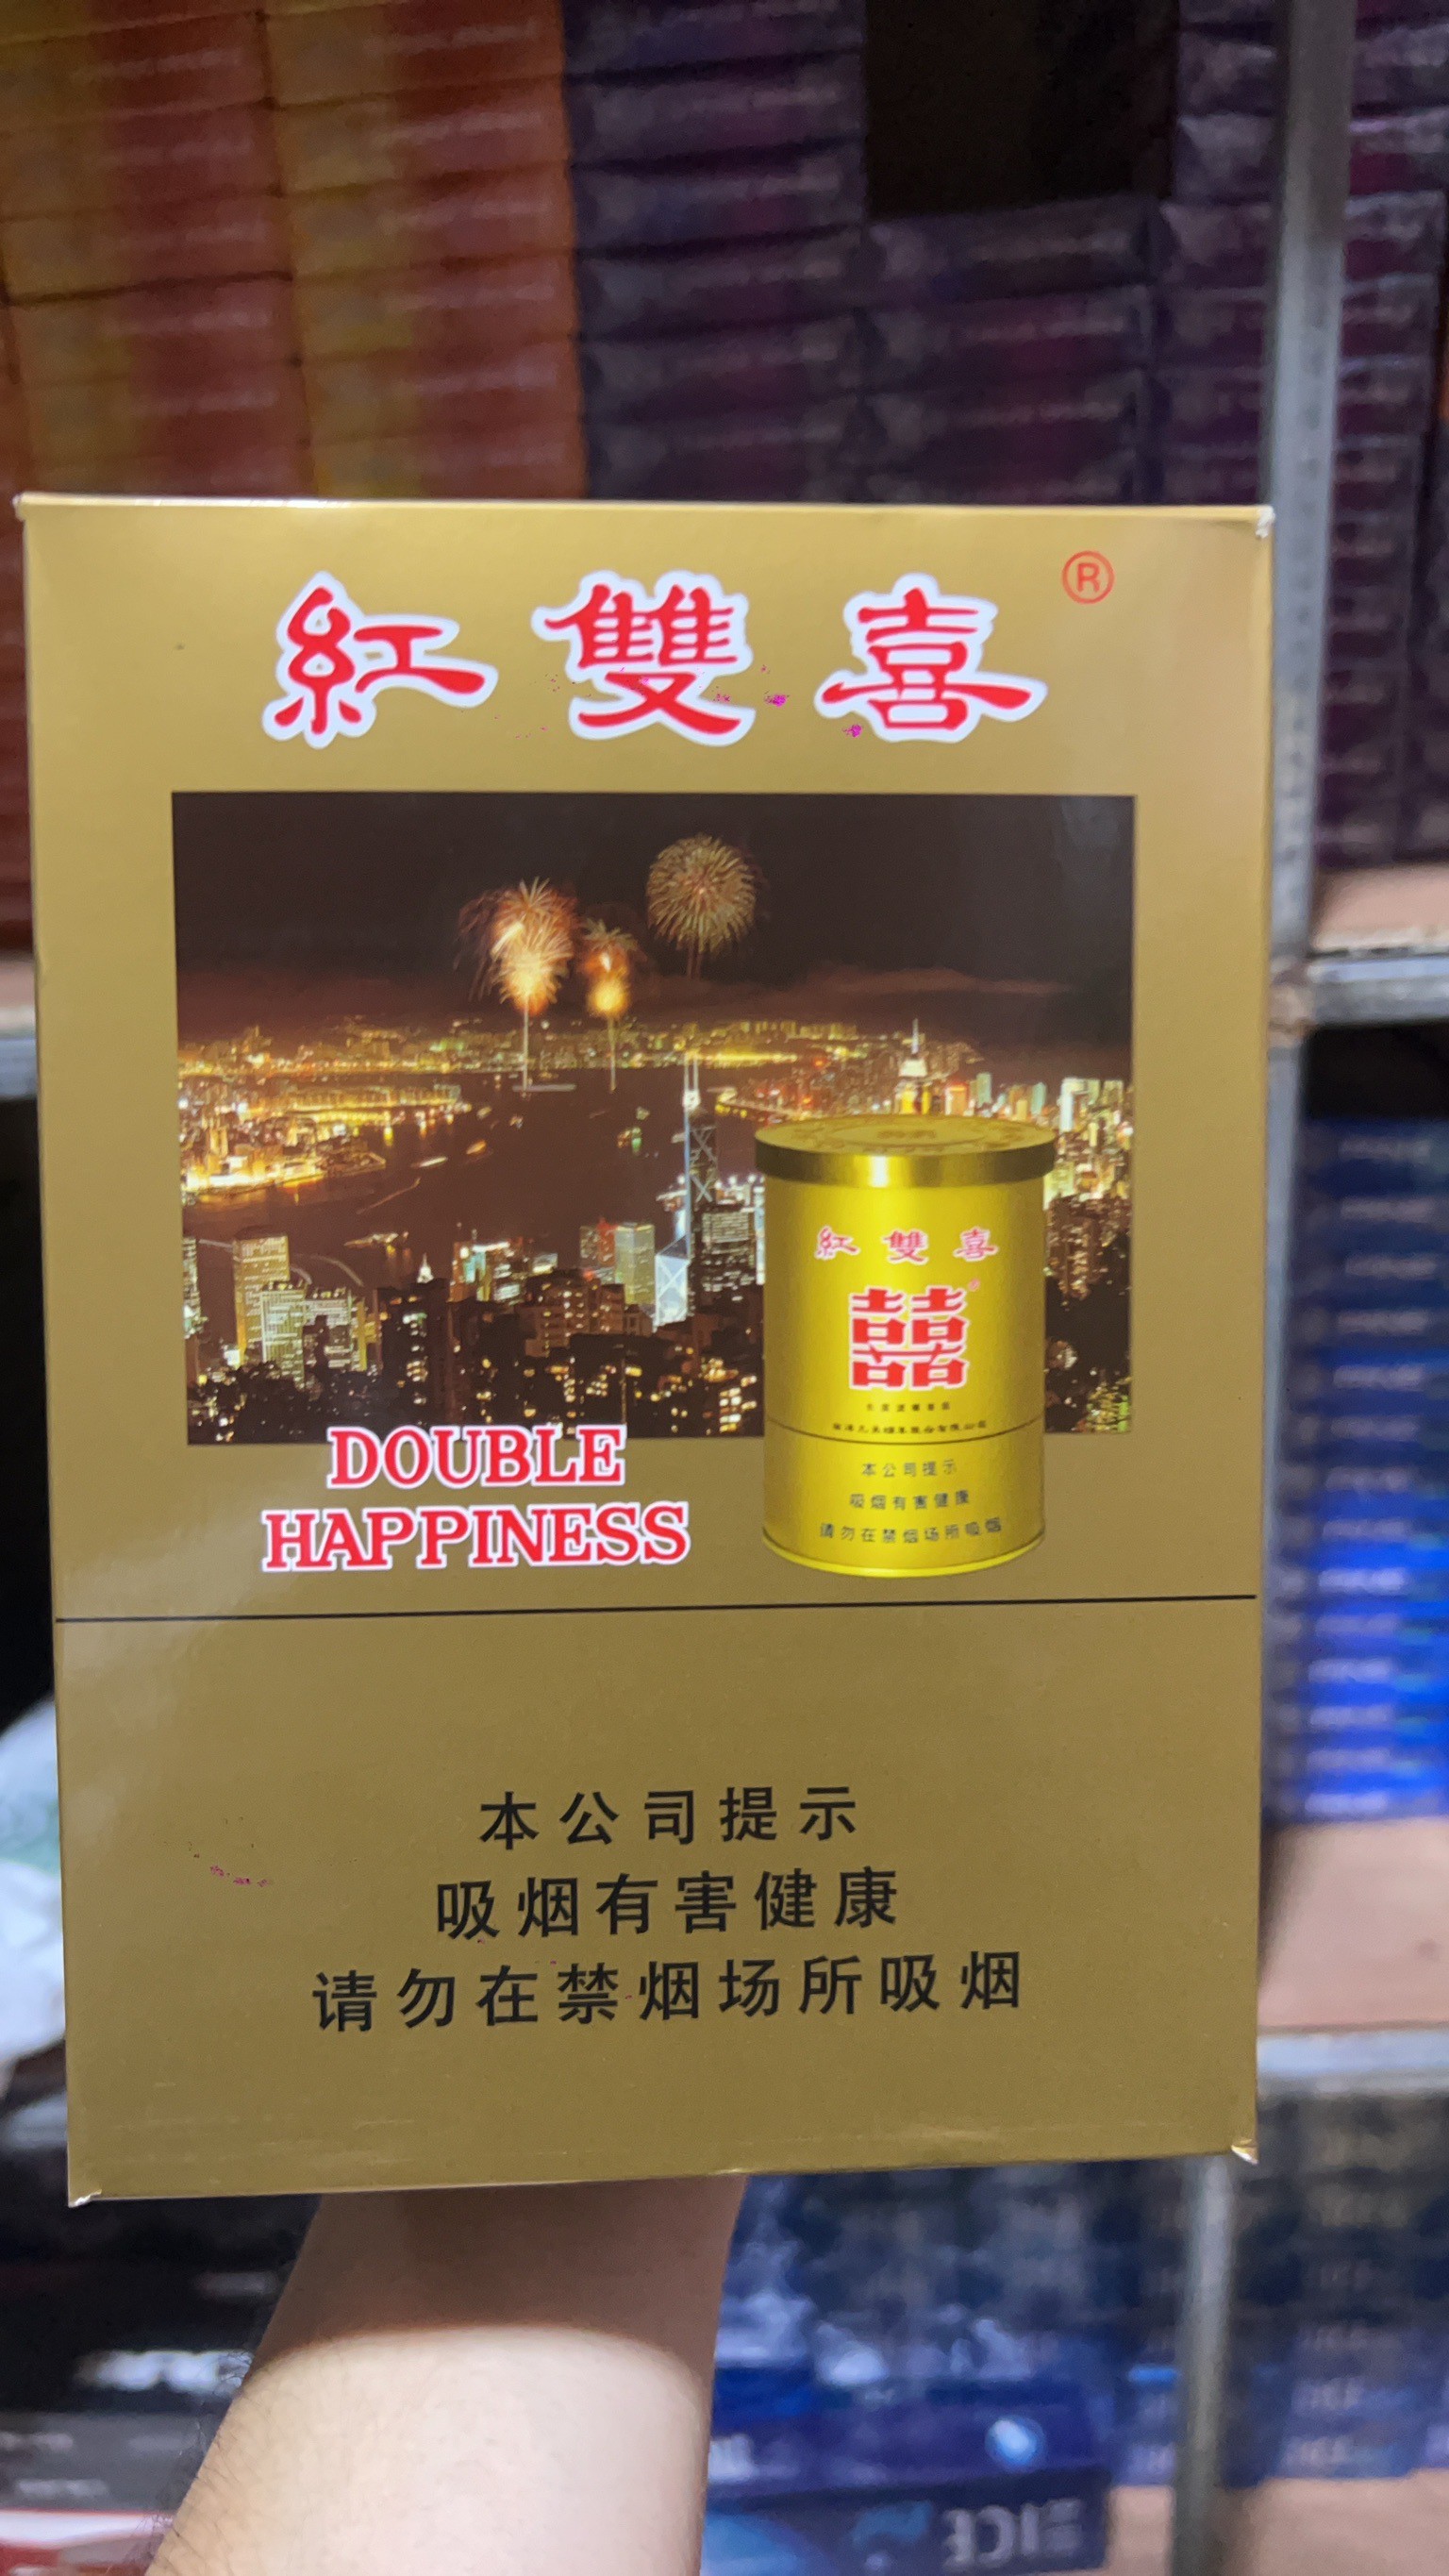 紅雙喜®
紅雙喜
囍
DOUBLE
HAPPINESS
本公司提示
吸烟有害健康
请勿在禁烟场所吸烟
本公司提示
吸烟有害健康
请勿在禁烟场所吸烟
ICE